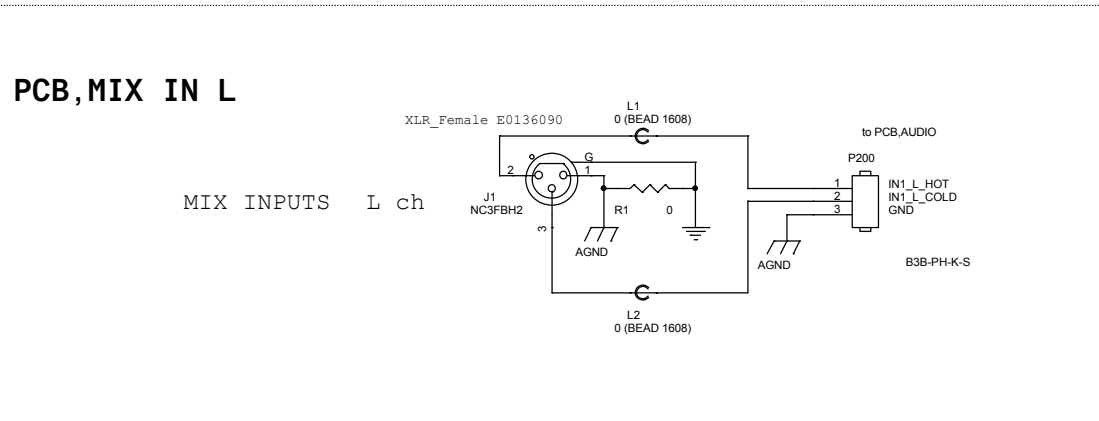 PCB,MIX IN L
XLR_Female E0136090
L1
0 (BEAD 1608)
to PCB,AUDIO
P200
G
2
1
1
IN1_L_HOT
MIX INPUTS L ch
J1
NC3FBH2
R1
0
2
IN1_L_COLD
3
GND
3
AGND
AGND
B3B-PH-K-S
L2
0 (BEAD 1608)